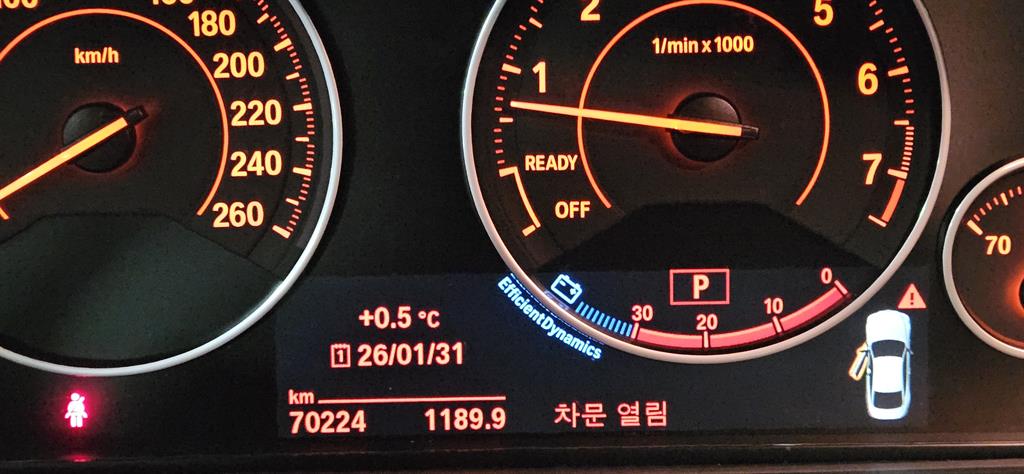 180
km/h
200
220
240
260
2
5
1/min x 1000
1
6
READY
7
OFF
70
P
EfficientDynamics
30
20
10
0
+0.5 °C
1
26/01/31
km
70224
1189.9
차문 열림